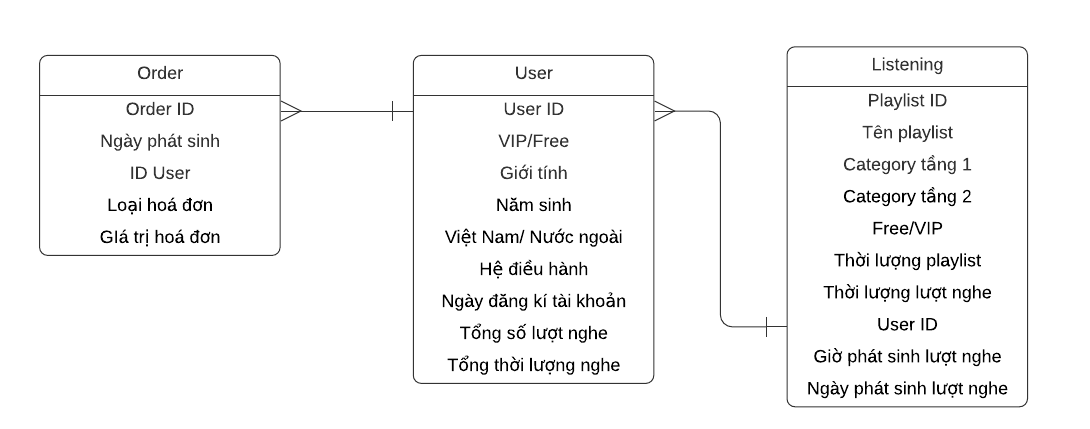 Order
Order ID
Ngày phát sinh
ID User
Loại hoá đơn
GIá trị hoá đơn
User
User ID
VIP/Free
Giới tính
Năm sinh
Việt Nam/ Nước ngoài
Hệ điều hành
Ngày đăng kí tài khoản
Tổng số lượt nghe
Tổng thời lượng nghe
Listening
Playlist ID
Tên playlist
Category tầng 1
Category tầng 2
Free/VIP
Thời lượng playlist
Thời lượng lượt nghe
User ID
Giờ phát sinh lượt nghe
Ngày phát sinh lượt nghe